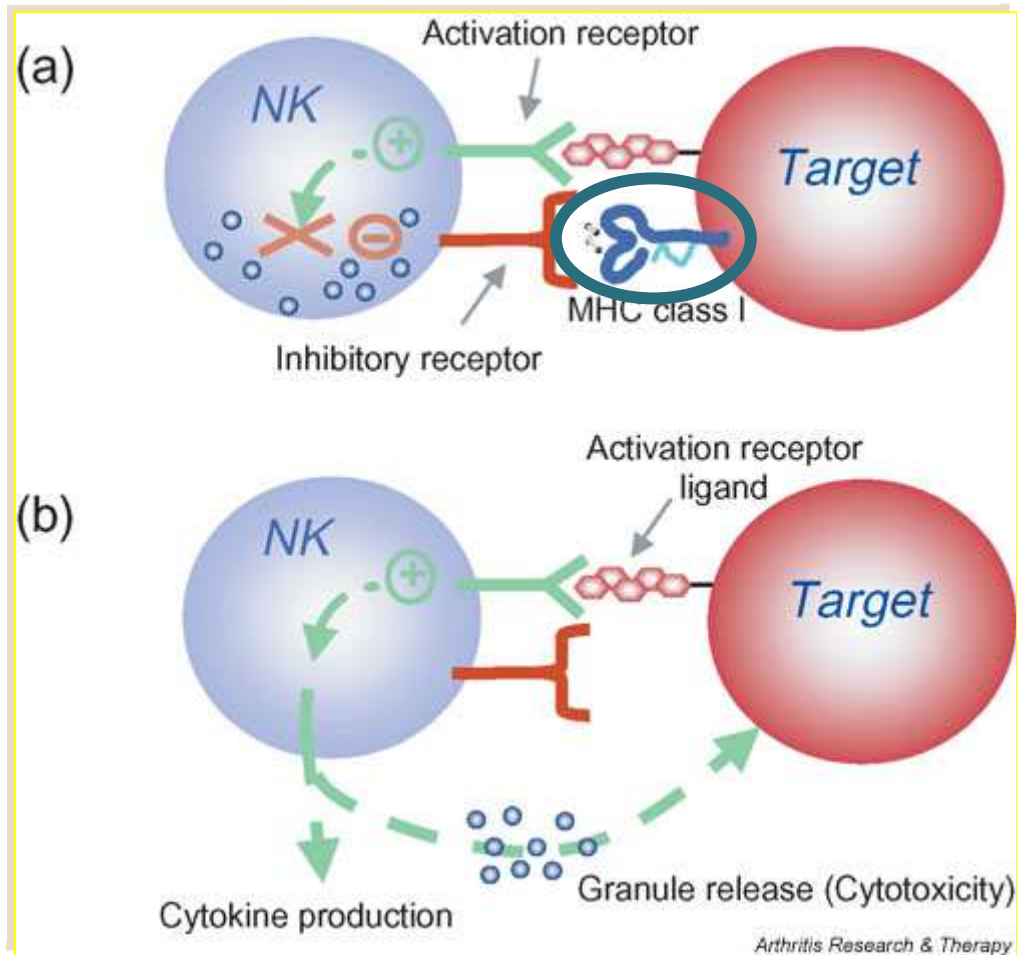 Activation receptor
(a)
NK
+
Target
−
MHC class I
Inhibitory receptor
Activation receptor
ligand
(b)
NK
+
Target
Granule release (Cytotoxicity)
Cytokine production
Arthritis Research & Therapy